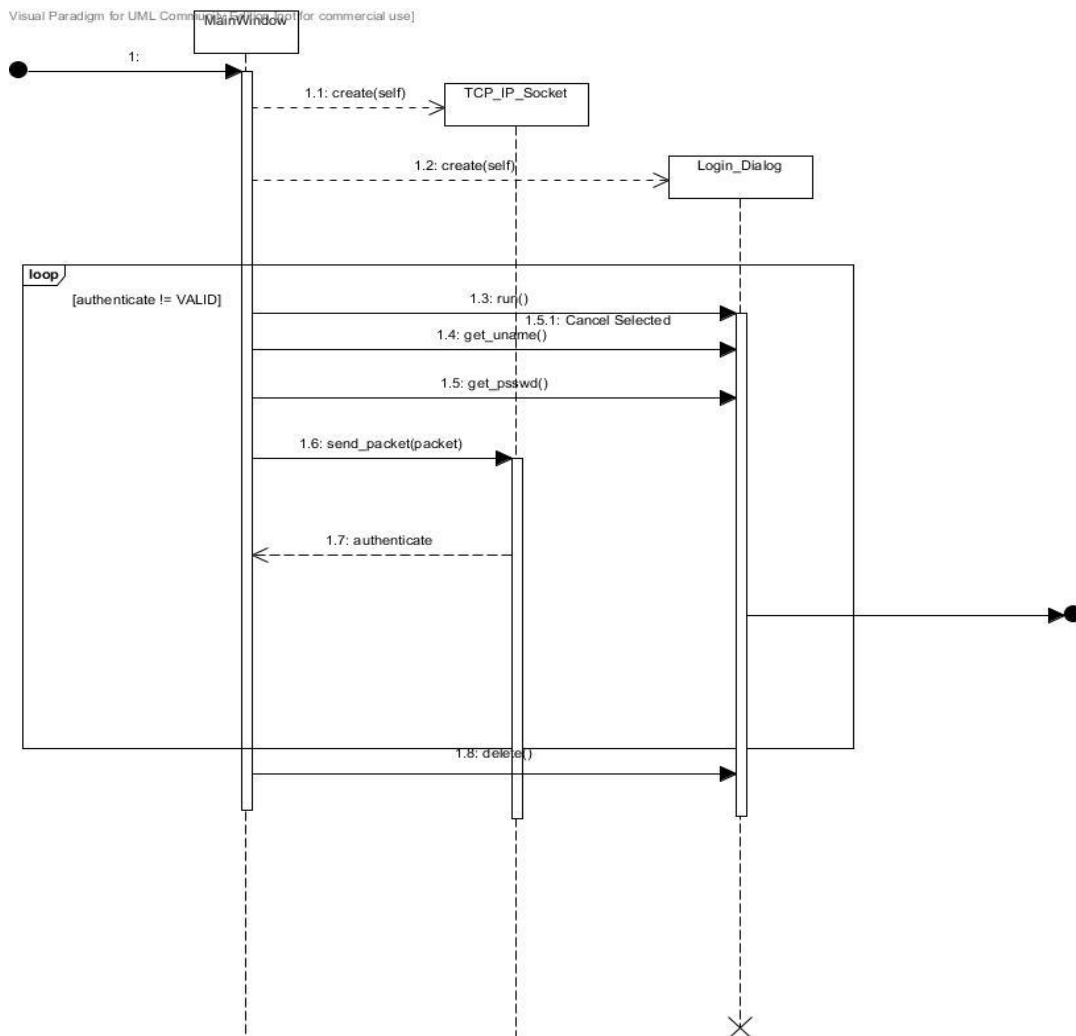 Visual Paradigm for UML Community Edition [not for commercial use]
MainWindow
1:
1.1: create(self)
TCP_IP_Socket
1.2: create(self)
Login_Dialog
loop
[authenticate != VALID]
1.3: run()
1.5.1: Cancel Selected
1.4: get_uname()
1.5: get_psswd()
1.6: send_packet(packet)
1.7: authenticate
1.8: delete()